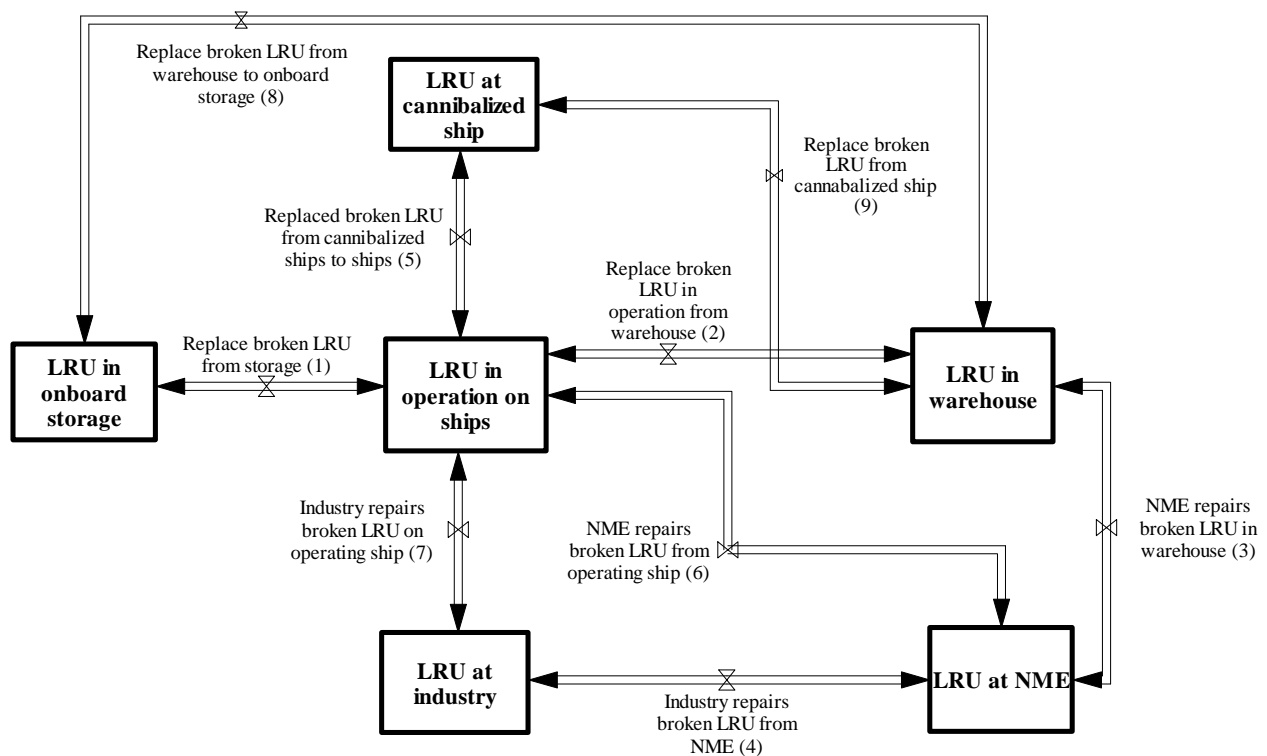 Replace broken LRU from
warehouse to onboard
storage (8)
LRU at
cannibalized
ship
Replace broken
LRU from
cannabalized ship
(9)
Replaced broken LRU
from cannibalized
ships to ships (5)
Replace broken
LRU in
operation from
warehouse (2)
Replace broken LRU
from storage (1)
LRU in
onboard
storage
LRU in
operation on
ships
LRU in
warehouse
Industry repairs
broken LRU on
operating ship (7)
NME repairs
broken LRU from
operating ship (6)
NME repairs
broken LRU in
warehouse (3)
LRU at
industry
LRU at NME
Industry repairs
broken LRU from
NME (4)